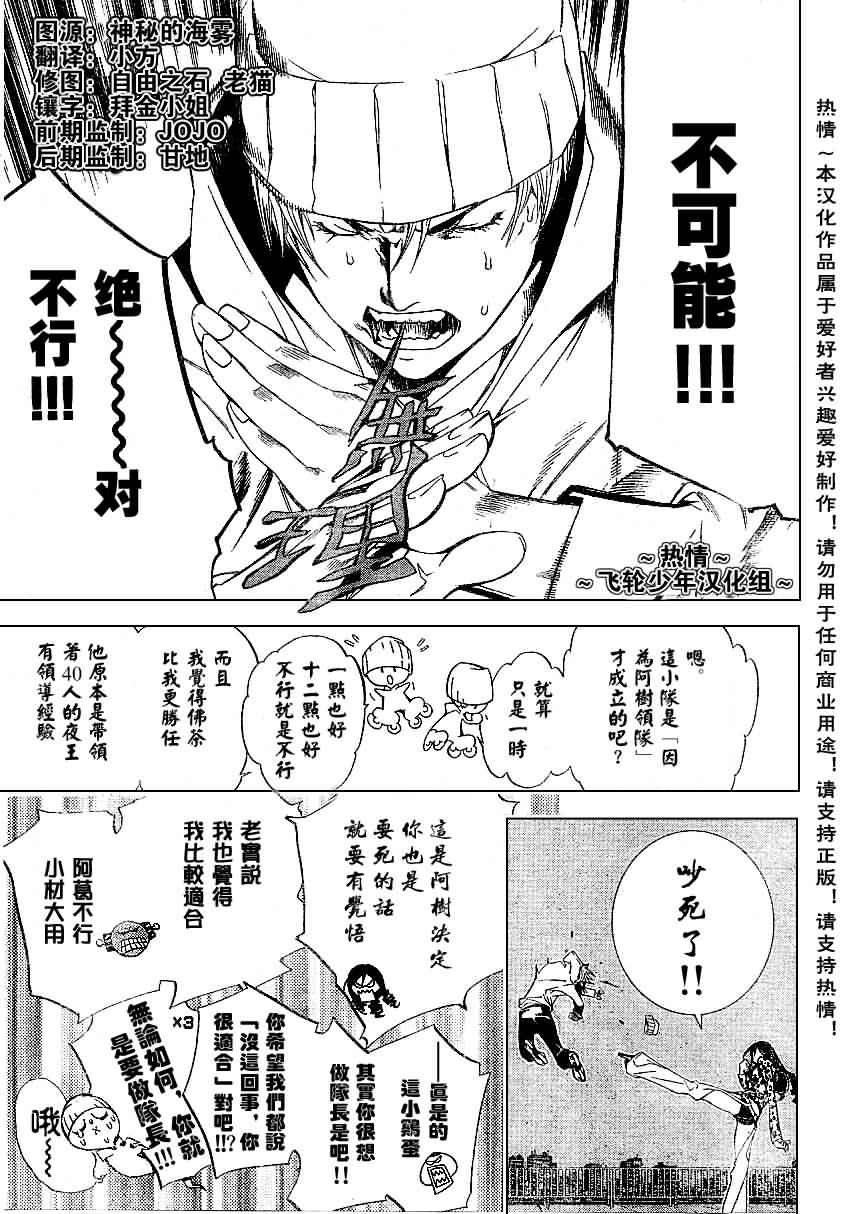 图源：神秘的海雾
翻译：小方
修图：自由之石 老猫
镶字：拜金小姐
前期监制：JOJO
后期监制：甘地
不可能!!!
绝～～～对
不行!!!
無理
～热情～
～飞轮少年汉化组～
热情～本汉化作品属于爱好者兴趣爱好制作！请勿用于任何商业用途！请支持正版！请支持热情！
嗯。
這小隊是「因
為阿樹領隊」
才成立的吧?
就算
只是一時
一點也好
十二點也好
不行就是不行
而且
我覺得佛茶
比我更勝任
他原本是帶領
著40人的夜王
有領導經驗
吵死了!!
這是阿樹決定
你也是
要死的話
就要有覺悟
老實說
我也覺得
我比較適合
阿葛不行
小材大用
——真是的
這小雞蛋
其實你很想
做隊長是吧!!
你希望我們都說
「沒這回事，你
很適合」對吧!!?
x3
無論如何，你就
是要做隊長!!!
哦～